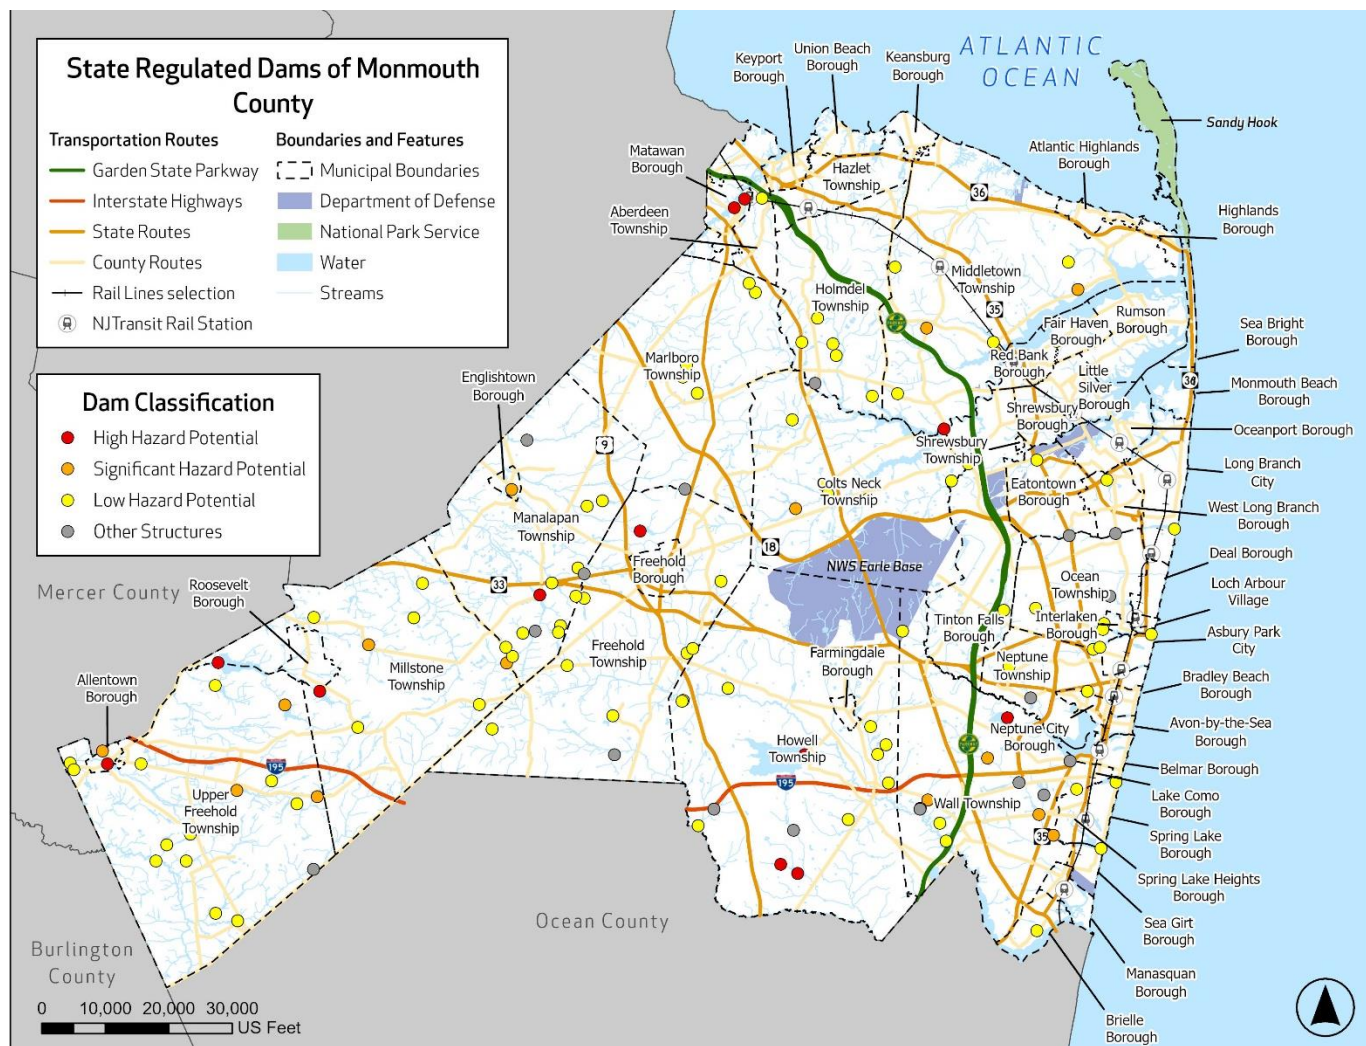 State Regulated Dams of Monmouth
County
Transportation Routes
Garden State Parkway
Interstate Highways
State Routes
County Routes
Rail Lines selection
NJTransit Rail Station
Boundaries and Features
Municipal Boundaries
Department of Defense
National Park Service
Water
Streams
Dam Classification
High Hazard Potential
Significant Hazard Potential
Low Hazard Potential
Other Structures
ATLANTIC
OCEAN
Keyport
Borough
Union Beach
Borough
Keansburg
Borough
Sandy Hook
Matawan
Borough
Hazlet
Township
Atlantic Highlands
Borough
36
Aberdeen
Township
Highlands
Borough
Middletown
Township
Holmdel
Township
35
Rumson
Borough
Fair Haven
Borough
Sea Bright
Borough
Red Bank
Borough
Marlboro
Township
Little
Silver
Borough
36
Monmouth Beach
Borough
Englishtown
Borough
Shrewsbury
Borough
Oceanport Borough
9
Shrewsbury
Township
Long Branch
City
Colts Neck
Township
Eatontown
Borough
West Long Branch
Borough
Manalapan
Township
18
Freehold
Borough
NWS Earle Base
Deal Borough
33
Mercer County
Roosevelt
Borough
Ocean
Township
Loch Arbour
Village
Tinton Falls
Borough
Interlaken
Borough
Asbury Park
City
Freehold
Township
Farmingdale
Borough
Neptune
Township
Millstone
Township
Bradley Beach
Borough
Allentown
Borough
Neptune City
Borough
Avon-by-the-Sea
Borough
Howell
Township
Belmar Borough
195
195
Upper
Freehold
Township
Wall Township
Lake Como
Borough
35
Spring Lake
Borough
Spring Lake Heights
Borough
Ocean County
Sea Girt
Borough
Burlington
County
Manasquan
Borough
Brielle
Borough
0 10,000 20,000 30,000
US Feet